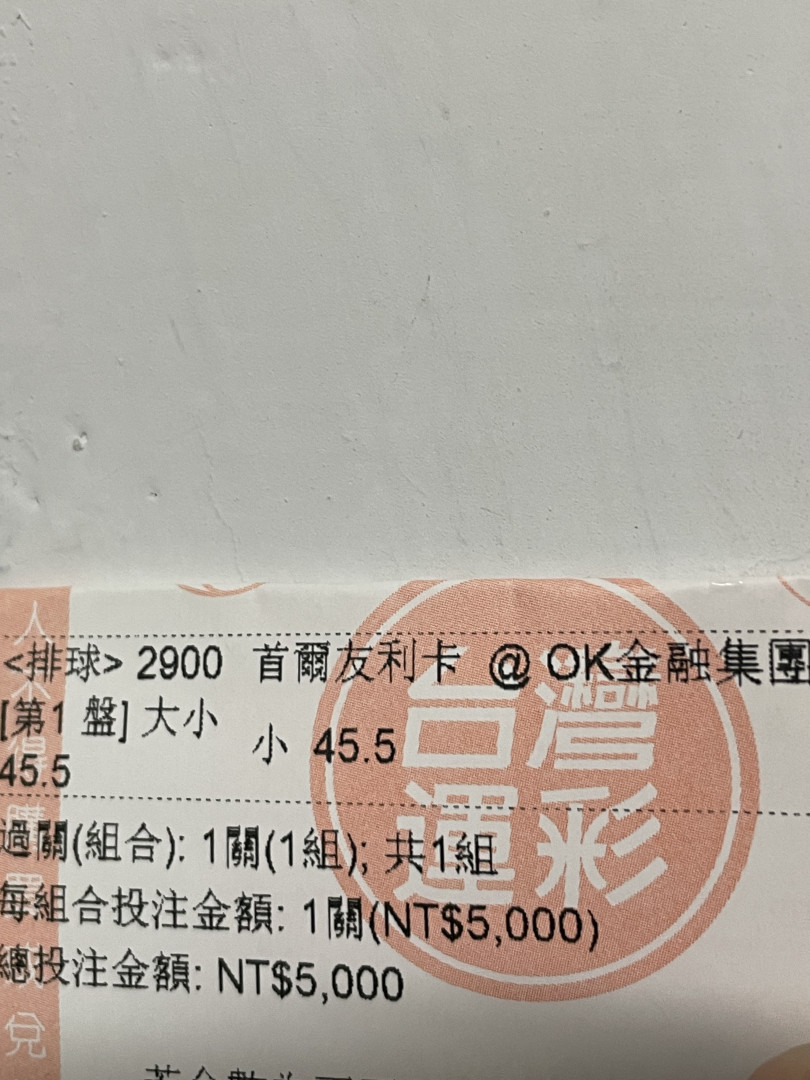 <排球> 2900 首爾友利卡 @ OK金融集團
[第1 盤] 大小
45.5
小 45.5
過關(組合): 1關(1組); 共1組
每組合投注金額: 1關(NT$5,000)
總投注金額: NT$5,000
台灣
運彩